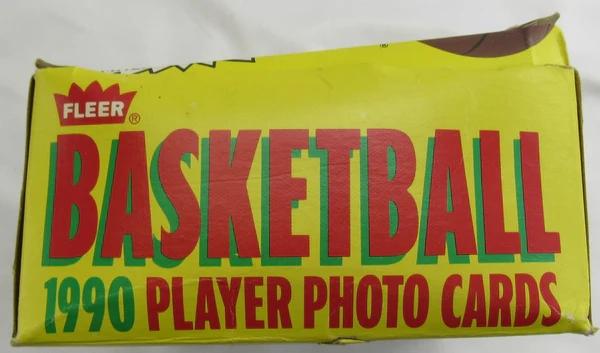 FLEER®
BASKETBALL
1990 PLAYER PHOTO CARDS